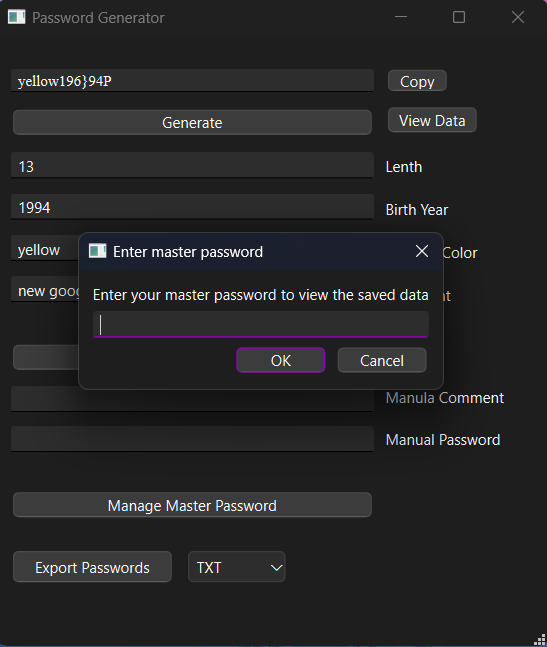 Password Generator
yellow196}94P
Copy
Generate
View Data
13
Lenth
1994
Birth Year
yellow
Color
Enter master password
Enter your master password to view the saved data
OK
Cancel
new
Manula Comment
Manual Password
Manage Master Password
Export Passwords
TXT